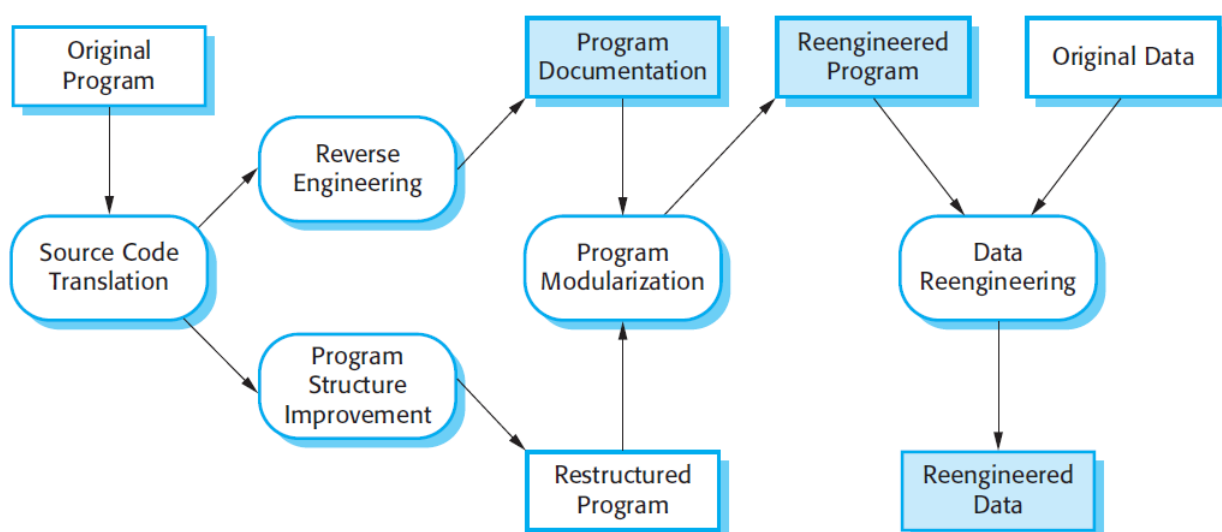 Original
Program
Program
Documentation
Reengineered
Program
Original Data
Reverse
Engineering
Source Code
Translation
Program
Modularization
Data
Reengineering
Program
Structure
Improvement
Restructured
Program
Reengineered
Data